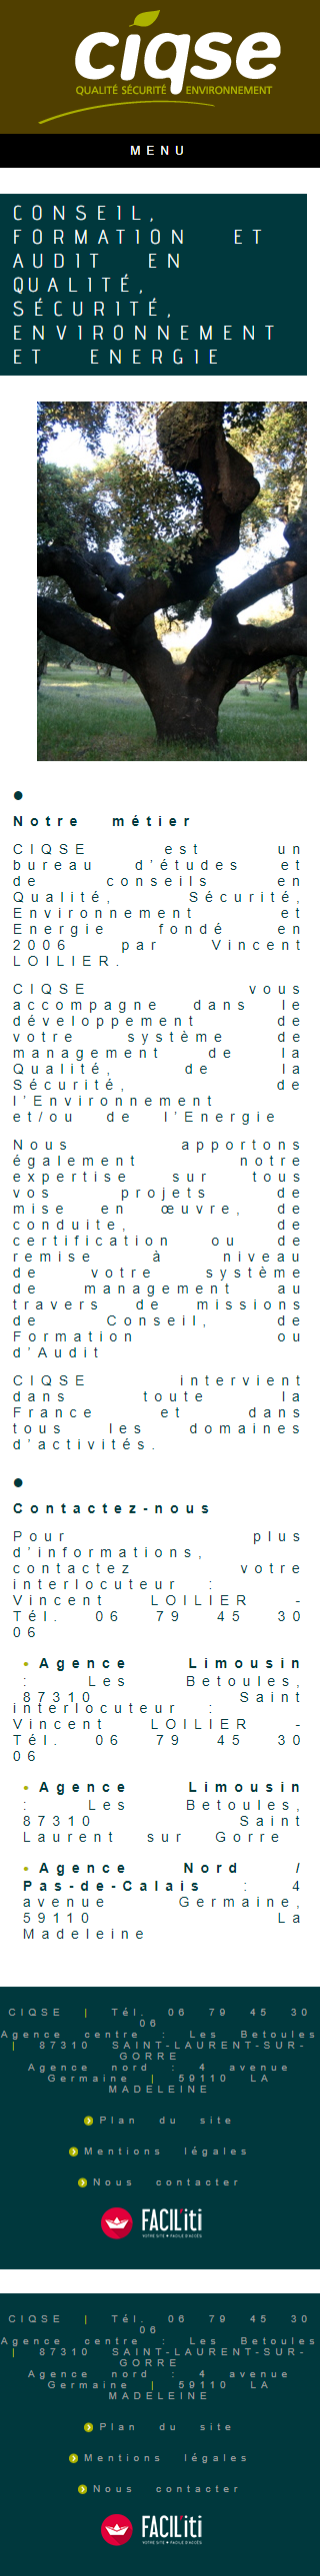 ciqse
QUALITÉ SÉCURITÉ ENVIRONNEMENT
MENU
CONSEIL,
FORMATION ET
AUDIT EN
QUALITÉ,
SÉCURITÉ,
ENVIRONNEMENT
ET ENERGIE
Notre métier
CIQSE est un
bureau d'études et
de conseils en
Qualité, Sécurité,
Environnement et
Energie fondé en
2006 par Vincent
LOILIER.
CIQSE vous
accompagne dans le
développement de
votre système de
management de la
Qualité, de la
Sécurité, de
l'Environnement
et/ou de l'Energie
Nous apportons
également notre
expertise sur tous
vos projets de
mise en œuvre, de
conduite, de
certification ou de
remise à niveau
de votre système
de management au
travers de missions
de Conseil, de
Formation ou
d'Audit
CIQSE intervient
dans toute la
France et dans
tous les domaines
d'activités.
Contactez-nous
Pour plus
d'informations,
contactez votre
interlocuteur :
Vincent LOILIER -
Tél. 06 79 45 30
06
• Agence Limousin
: Les Betoules,
87310 Saint
interlocuteur :
Vincent LOILIER -
Tél. 06 79 45 30
06
• Agence Limousin
: Les Betoules,
87310 Saint
Laurent sur Gorre
• Agence Nord /
Pas-de-Calais : 4
avenue Germaine,
59110 La
Madeleine
CIQSE | Tél. 06 79 45 30
06
Agence centre : Les Betoules
| 87310 SAINT-LAURENT-SUR-
GORRE
Agence nord : 4 avenue
Germaine | 59110 LA
MADELEINE
Plan du site
Mentions légales
Nous contacter
FACIL'iti
VOTRE SITE + FACILE D'ACCÈS
CIQSE | Tél. 06 79 45 30
06
Agence centre : Les Betoules
| 87310 SAINT-LAURENT-SUR-
GORRE
Agence nord : 4 avenue
Germaine | 59110 LA
MADELEINE
Plan du site
Mentions légales
Nous contacter
FACIL'iti
VOTRE SITE + FACILE D'ACCÈS